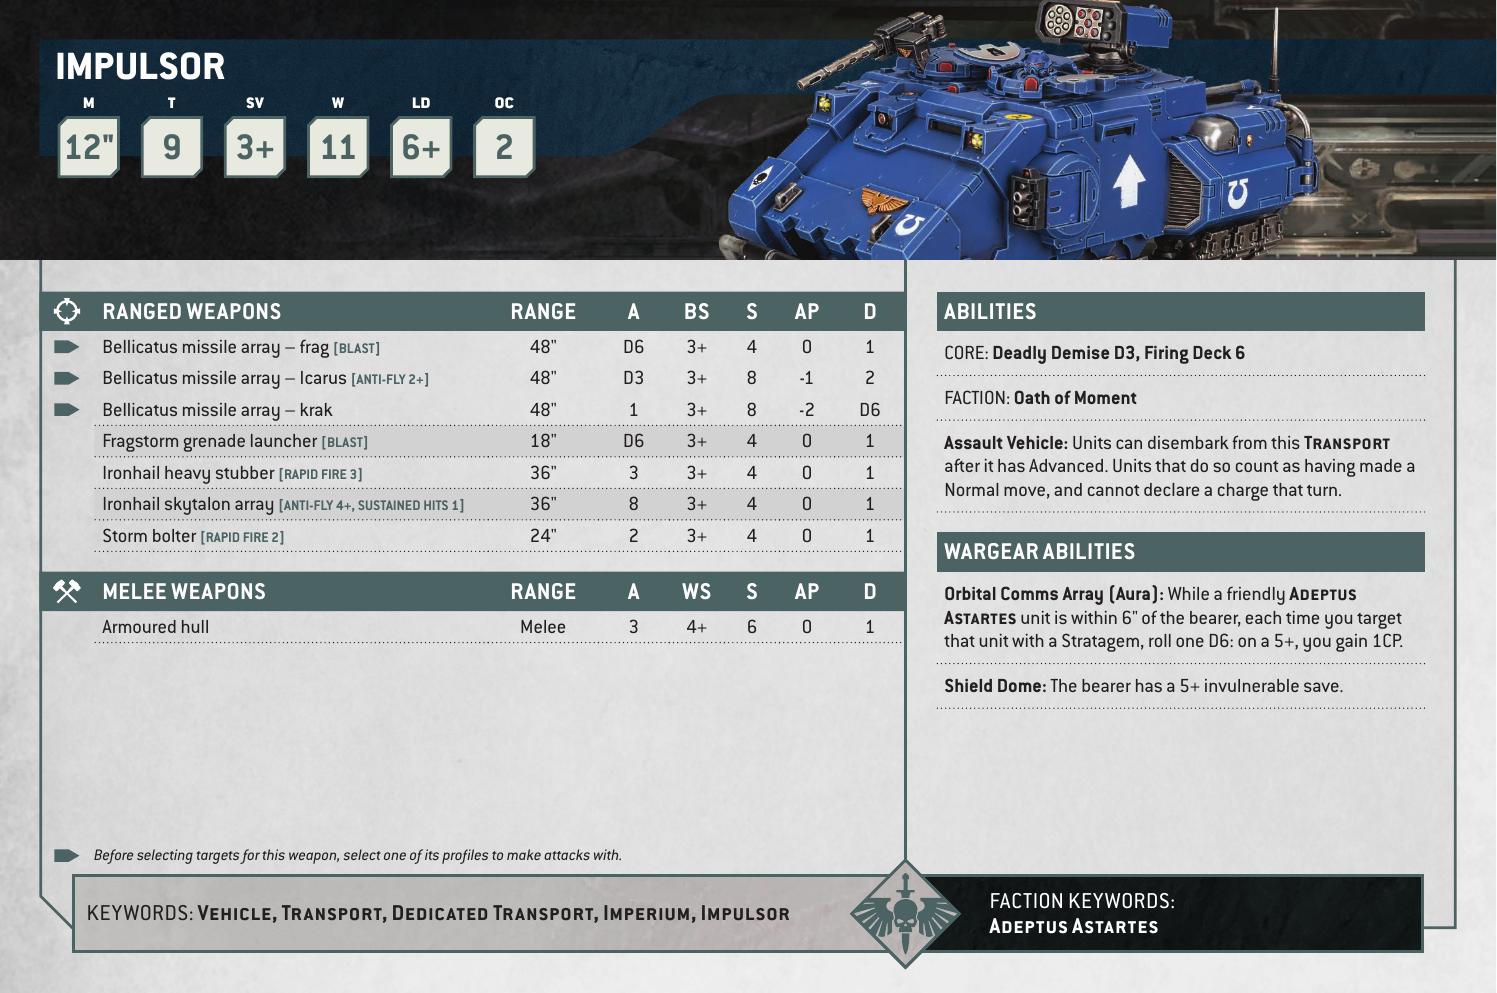 IMPULSOR
M T SV W LD OC
12" 9 3+ 11 6+ 2
RANGED WEAPONS RANGE A BS S AP D
Bellicatus missile array – frag [BLAST] 48" D6 3+ 4 0 1
Bellicatus missile array – Icarus [ANTI-FLY 2+] 48" D3 3+ 8 -1 2
Bellicatus missile array – krak 48" 1 3+ 8 -2 D6
Fragstorm grenade launcher [BLAST] 18" D6 3+ 4 0 1
Ironhail heavy stubber [RAPID FIRE 3] 36" 3 3+ 4 0 1
Ironhail skytalon array [ANTI-FLY 4+, SUSTAINED HITS 1] 36" 8 3+ 4 0 1
Storm bolter [RAPID FIRE 2] 24" 2 3+ 4 0 1
MELEE WEAPONS RANGE A WS S AP D
Armoured hull Melee 3 4+ 6 0 1
Before selecting targets for this weapon, select one of its profiles to make attacks with.
ABILITIES
CORE: Deadly Demise D3, Firing Deck 6
FACTION: Oath of Moment
Assault Vehicle: Units can disembark from this TRANSPORT
after it has Advanced. Units that do so count as having made a
Normal move, and cannot declare a charge that turn.
WARGEAR ABILITIES
Orbital Comms Array (Aura): While a friendly ADEPTUS
ASTARTES unit is within 6" of the bearer, each time you target
that unit with a Stratagem, roll one D6: on a 5+, you gain 1CP.
Shield Dome: The bearer has a 5+ invulnerable save.
KEYWORDS: VEHICLE, TRANSPORT, DEDICATED TRANSPORT, IMPERIUM, IMPULSOR
FACTION KEYWORDS:
ADEPTUS ASTARTES